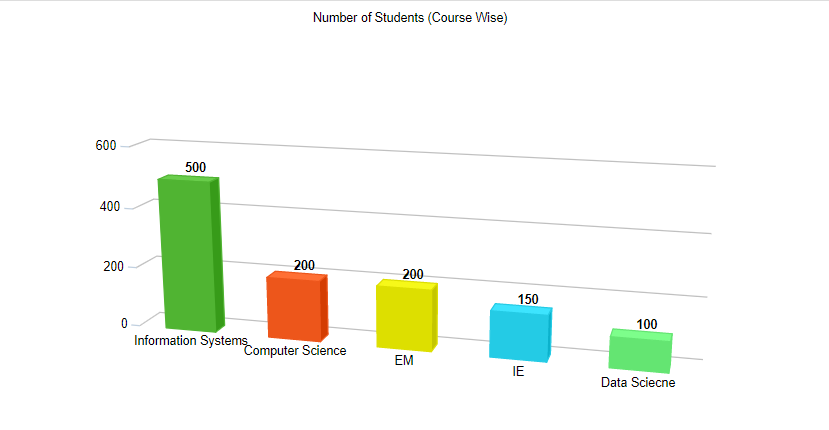 Number of Students (Course Wise)
600
500
400
200
200
200
150
100
0
Information Systems
Computer Science
EM
IE
Data Sciecne